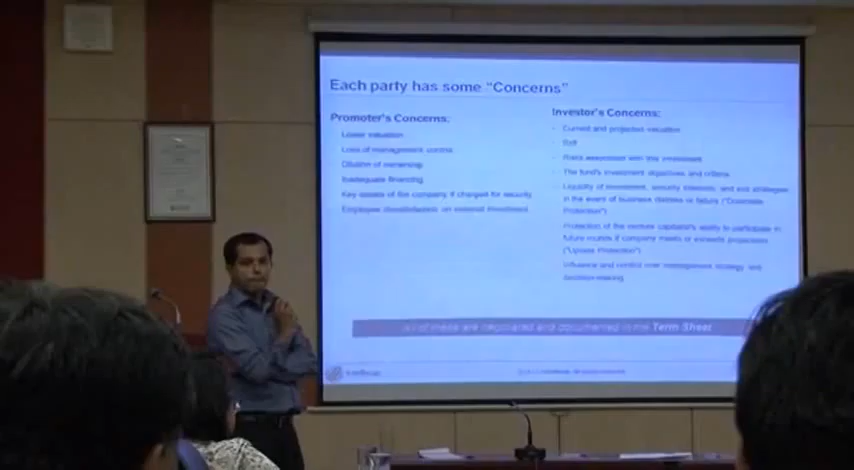 Each party has some "Concerns"
Promoter's Concerns:
Lower valuation
Loss of management control
Dilution of ownership
Inadequate financing
Key assets of the company if charged for security
Employee dissatisfaction on external investment
Investor's Concerns:
- Current and projected valuation
- Exit
- Risks associated with this investment
- The fund's investment objectives and criteria
- Liquidity of investment, security interests, and exit strategies
in the event of business distress or failure ("Downside
Protection")
Protection of the venture capitalist's ability to participate in
future rounds if company meets or exceeds projections
("Upside Protection")
Influence and control over management strategy and
decision-making
All of these are negotiated and documented in the Term Sheet